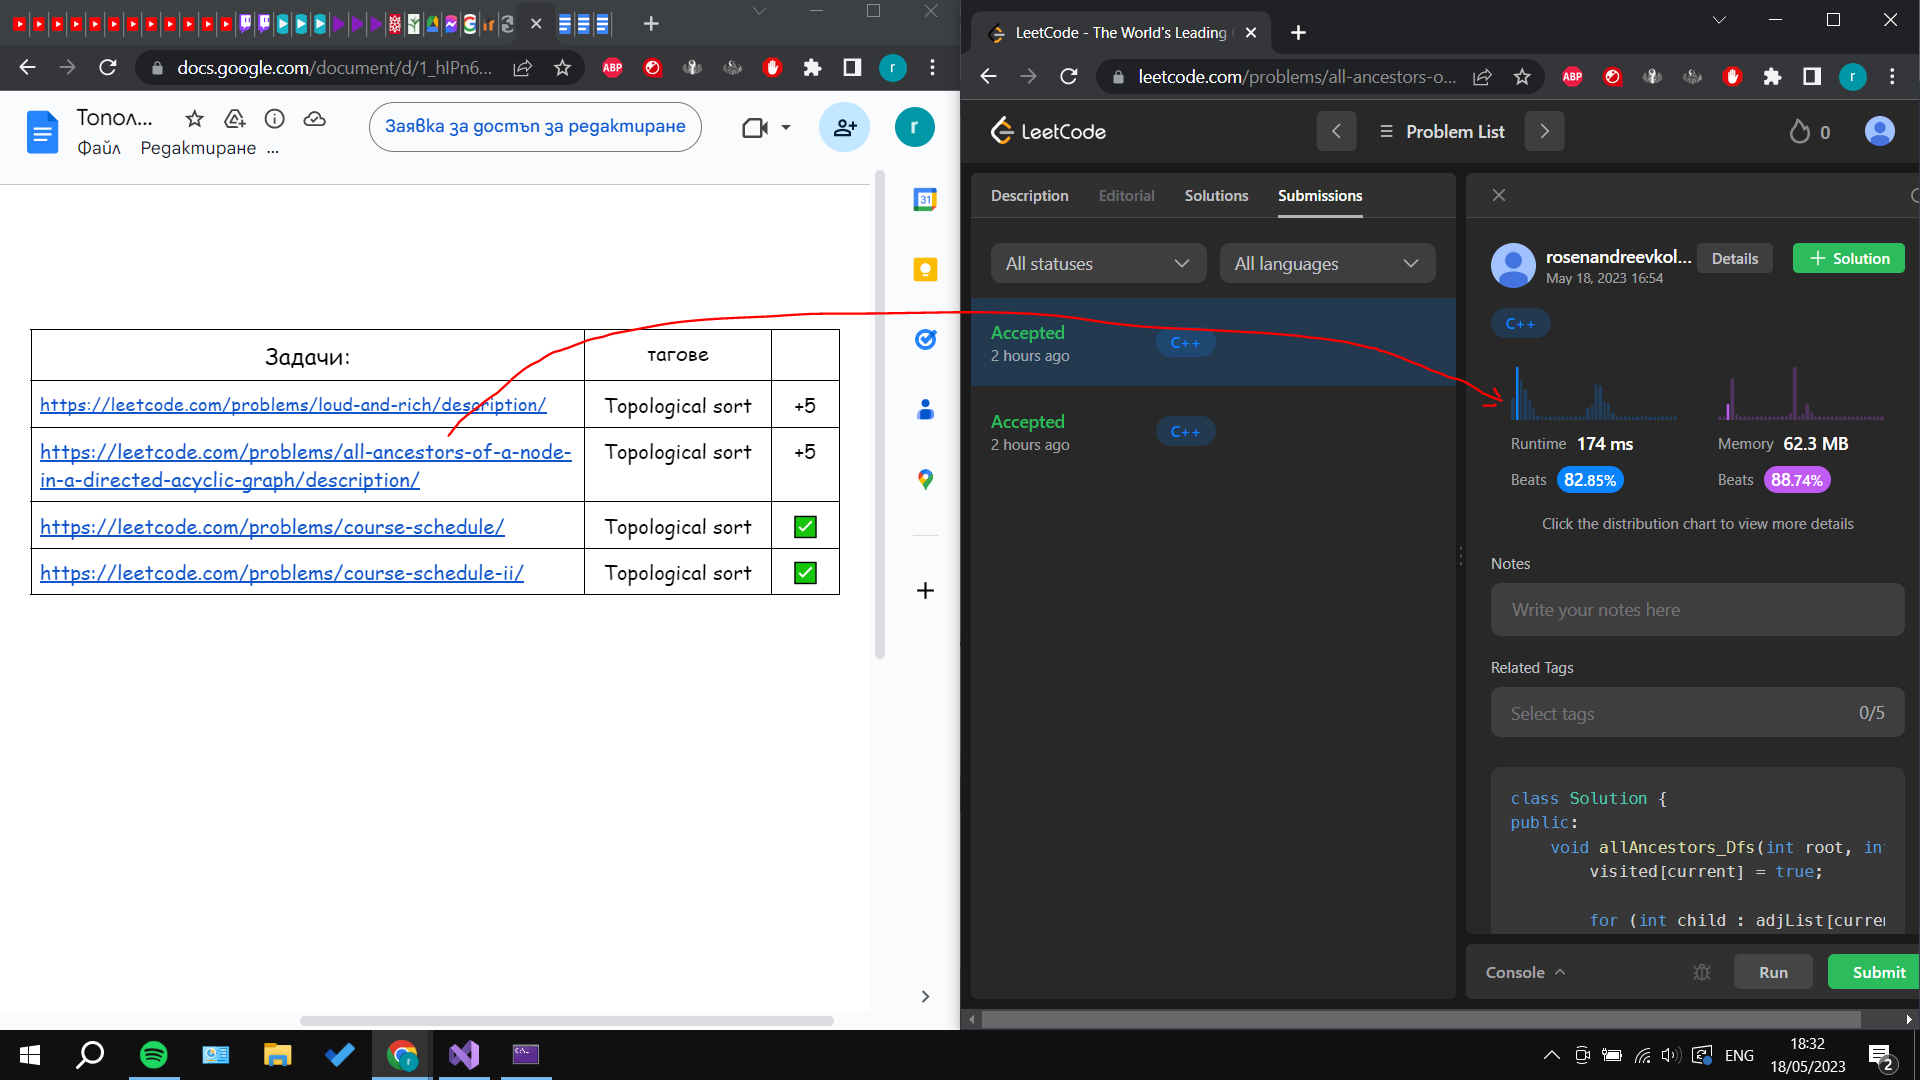 docs.google.com/document/d/1_hIPn6...
ABP
r
Топол...
Файл Редактиране ...
Заявка за достъп за редактиране
r
31
Задачи: тагове
https://leetcode.com/problems/loud-and-rich/description/ Topological sort +5
https://leetcode.com/problems/all-ancestors-of-a-node- Topological sort +5
in-a-directed-acyclic-graph/description/
https://leetcode.com/problems/course-schedule/ Topological sort
https://leetcode.com/problems/course-schedule-ii/ Topological sort
LeetCode - The World's Leading
leetcode.com/problems/all-ancestors-o...
ABP
r
LeetCode
Problem List
0
Description Editorial Solutions Submissions
All statuses All languages
Accepted
2 hours ago
C++
Accepted
2 hours ago
C++
rosenandreevkol...
May 18, 2023 16:54
Details
Solution
C++
Runtime 174 ms
Beats 82.85%
Memory 62.3 MB
Beats 88.74%
Click the distribution chart to view more details
Notes
Write your notes here
Related Tags
Select tags 0/5
class Solution {
public:
void allAncestors_Dfs(int root, int
visited[current] = true;
for (int child : adjList[curren
Console
Run
Submit
ENG
18:32
18/05/2023
2